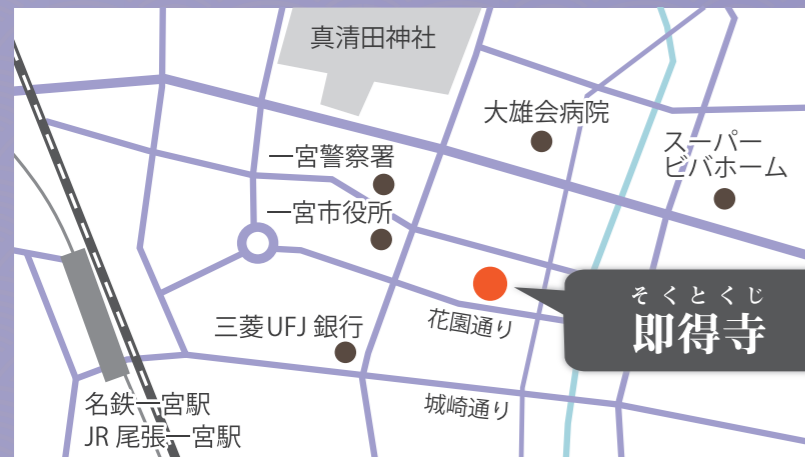 真清田神社
大雄会病院
スーパー
ビバホーム
一宮警察署
一宮市役所
そくとくじ
即得寺
花園通り
三菱UFJ 銀行
城崎通り
名鉄一宮駅
JR 尾張一宮駅